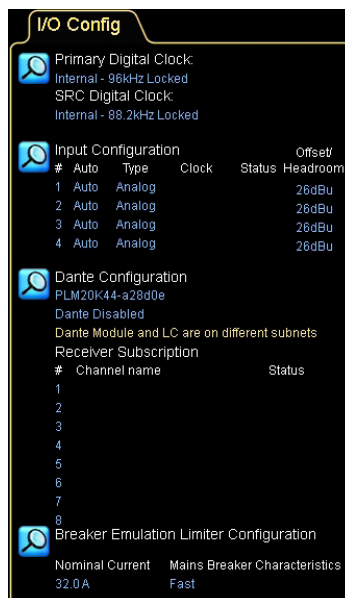 I/O Config
Primary Digital Clock:
Internal - 96kHz Locked
SRC Digital Clock:
Internal - 88.2kHz Locked
Input Configuration
Offset/
# Auto Type Clock Status Headroom
1 Auto Analog 26dBu
2 Auto Analog 26dBu
3 Auto Analog 26dBu
4 Auto Analog 26dBu
Dante Configuration
PLM20K44-a28d0e
Dante Disabled
Dante Module and LC are on different subnets
Receiver Subscription
# Channel name Status
1
2
3
4
5
6
7
8
Breaker Emulation Limiter Configuration
Nominal Current Mains Breaker Characteristics
32.0 A Fast